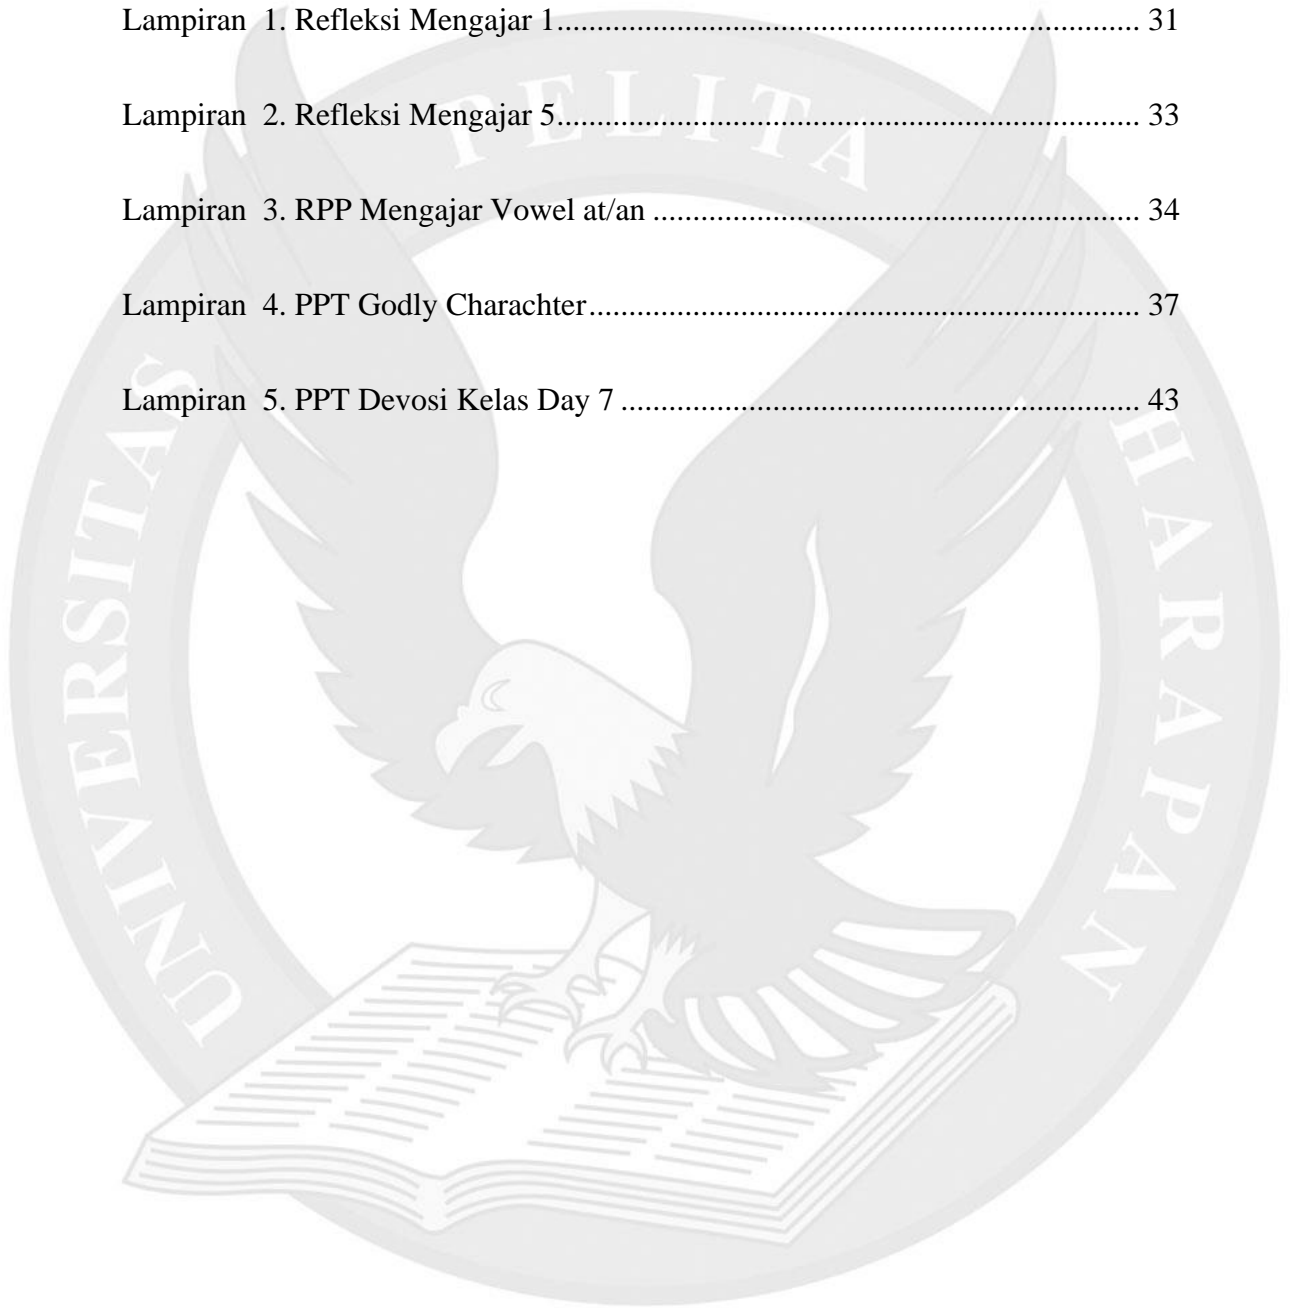 Lampiran  1. Refleksi Mengajar 1......................................................................... 31
Lampiran  2. Refleksi Mengajar 5......................................................................... 33
Lampiran  3. RPP Mengajar Vowel at/an ............................................................. 34
Lampiran  4. PPT Godly Charachter..................................................................... 37
Lampiran  5. PPT Devosi Kelas Day 7 ................................................................. 43
UNIVERSITAS PELITA HARAPAN